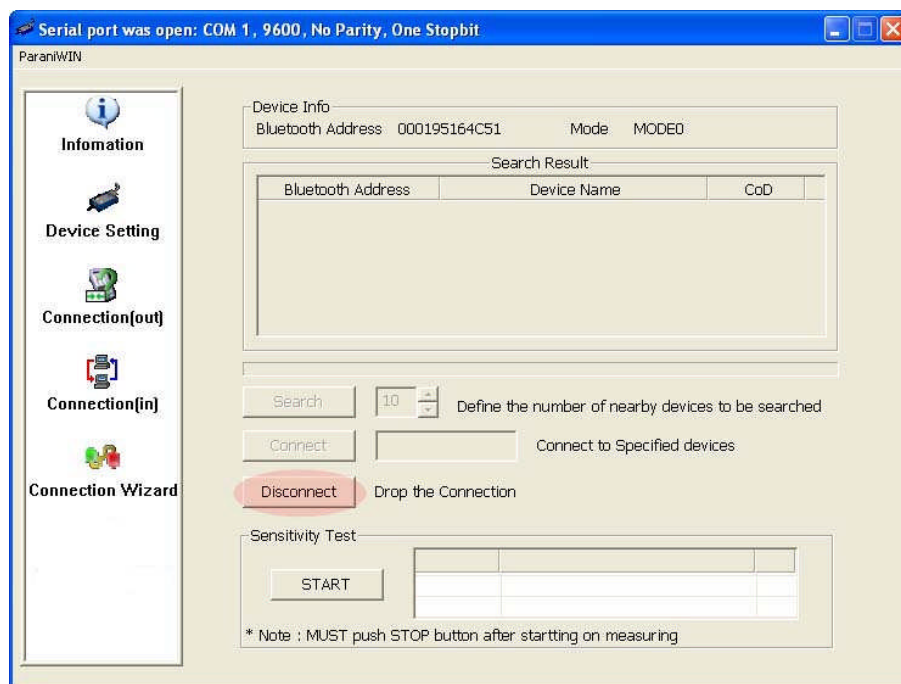 Serial port was open: COM 1, 9600, No Parity, One Stopbit
ParaniWIN
Infomation
Device Setting
Connection(out)
Connection(in)
Connection Wizard
Device Info
Bluetooth Address 000195164C51 Mode MODE0
Search Result
Bluetooth Address Device Name CoD
Search 10 Define the number of nearby devices to be searched
Connect Connect to Specified devices
Disconnect Drop the Connection
Sensitivity Test
START
* Note : MUST push STOP button after startting on measuring